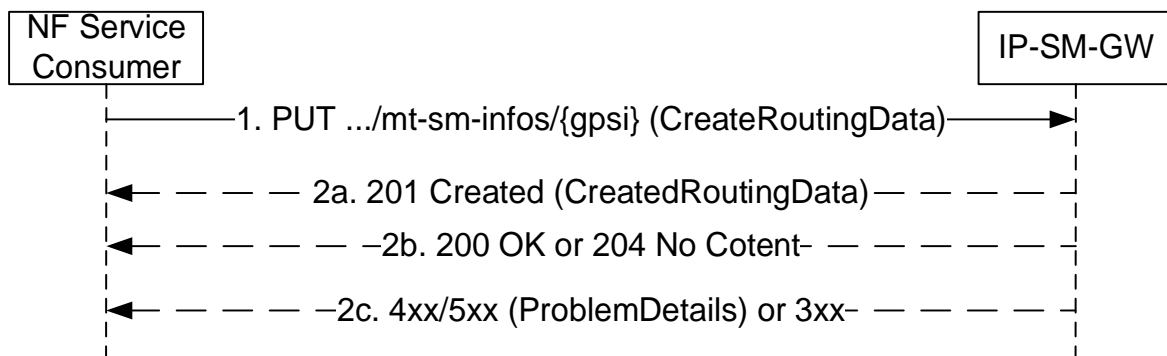 NF Service
Consumer
IP-SM-GW
1. PUT .../mt-sm-infos/{gpsi} (CreateRoutingData)
2a. 201 Created (CreatedRoutingData)
2b. 200 OK or 204 No Cotent
2c. 4xx/5xx (ProblemDetails) or 3xx